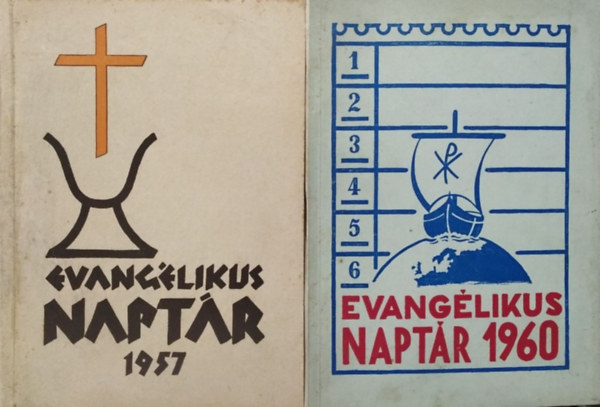 EVANGÉLIKUS
NAPTÁR
1957
1
2
3
4
5
6
EVANGÉLIKUS
NAPTÁR 1960